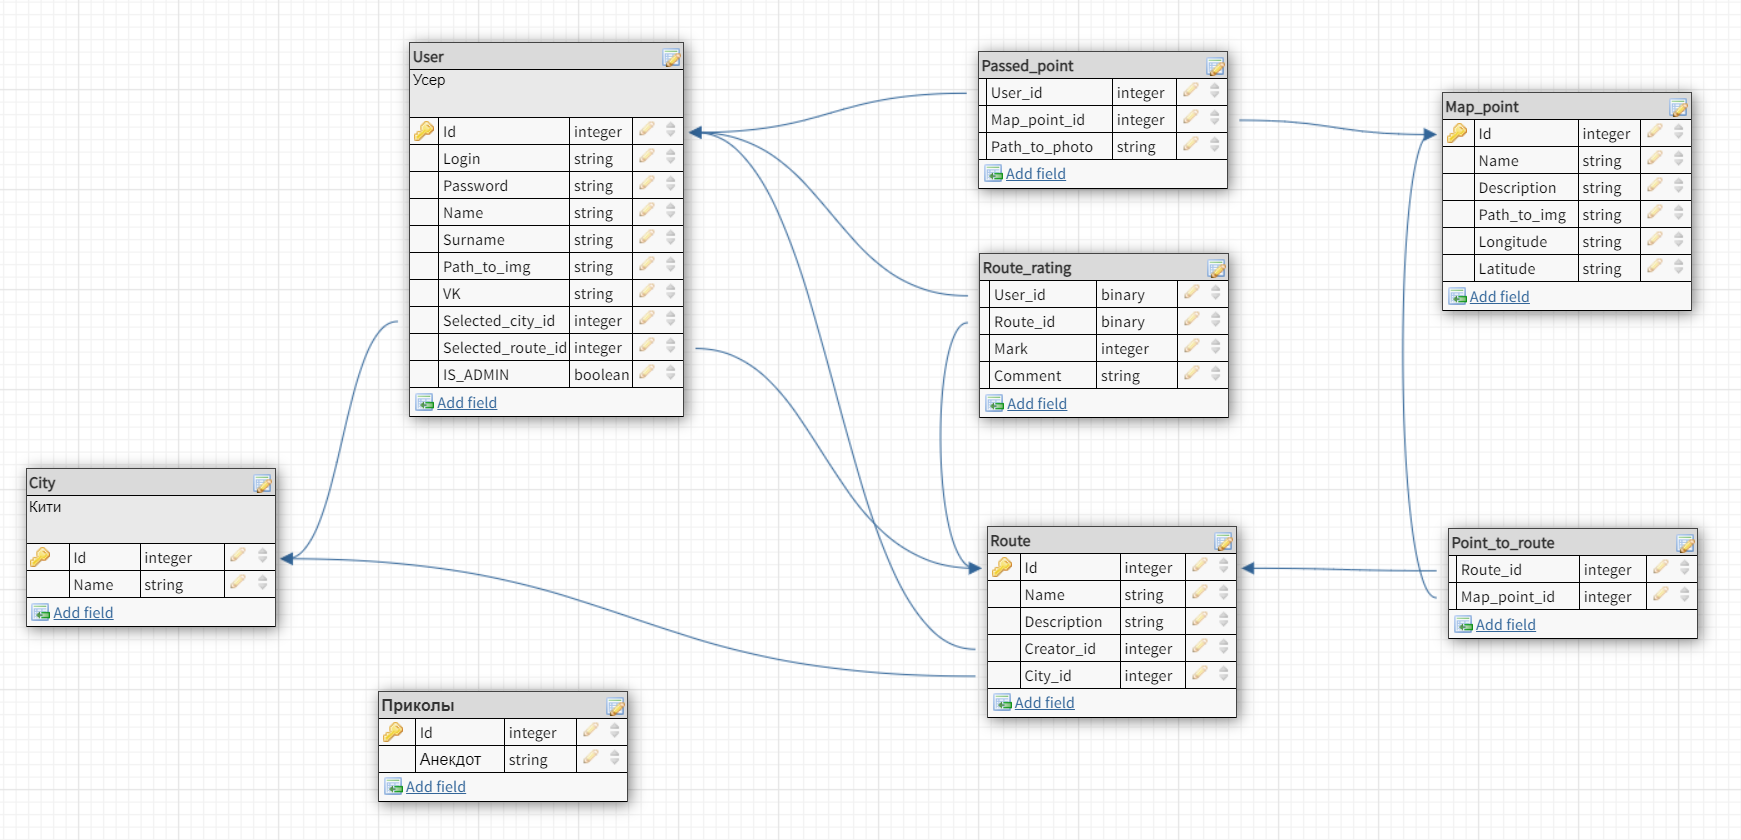 User
Усер
Id integer
Login string
Password string
Name string
Surname string
Path_to_img string
VK string
Selected_city_id integer
Selected_route_id integer
IS_ADMIN boolean
Add field
Passed_point
User_id integer
Map_point_id integer
Path_to_photo string
Add field
Map_point
Id integer
Name string
Description string
Path_to_img string
Longitude string
Latitude string
Add field
Route_rating
User_id binary
Route_id binary
Mark integer
Comment string
Add field
City
Кити
Id integer
Name string
Add field
Route
Id integer
Name string
Description string
Creator_id integer
City_id integer
Add field
Point_to_route
Route_id integer
Map_point_id integer
Add field
Приколы
Id integer
Анекдот string
Add field